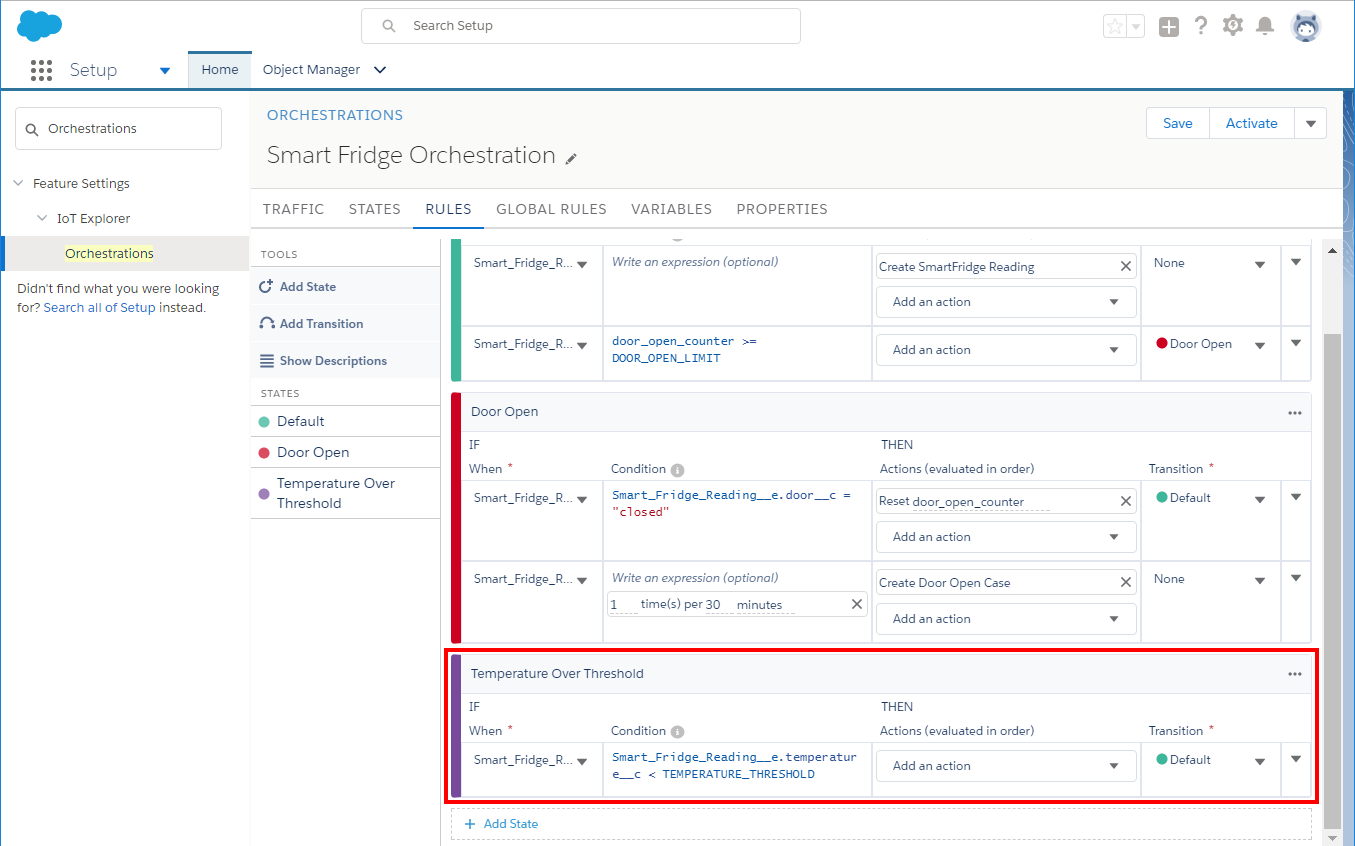 Search Setup
Setup
Home
Object Manager
Orchestrations
Feature Settings
IoT Explorer
Orchestrations
Didn't find what you were looking
for? Search all of Setup instead.
ORCHESTRATIONS
Smart Fridge Orchestration
Save
Activate
TRAFFIC
STATES
RULES
GLOBAL RULES
VARIABLES
PROPERTIES
TOOLS
Add State
Add Transition
Show Descriptions
STATES
Default
Door Open
Temperature Over
Threshold
Smart_Fridge_R...
Write an expression (optional)
Create SmartFridge Reading
Add an action
None
Smart_Fridge_R...
door_open_counter >=
DOOR_OPEN_LIMIT
Add an action
Door Open
Door Open
IF
THEN
When *
Condition
Actions (evaluated in order)
Transition *
Smart_Fridge_R...
Smart_Fridge_Reading__e.door__c =
"closed"
Reset door_open_counter
Add an action
Default
Smart_Fridge_R...
Write an expression (optional)
1 time(s) per 30 minutes
Create Door Open Case
Add an action
None
Temperature Over Threshold
IF
THEN
When *
Condition
Actions (evaluated in order)
Transition *
Smart_Fridge_R...
Smart_Fridge_Reading__e.temperatur
e__c < TEMPERATURE_THRESHOLD
Add an action
Default
+ Add State